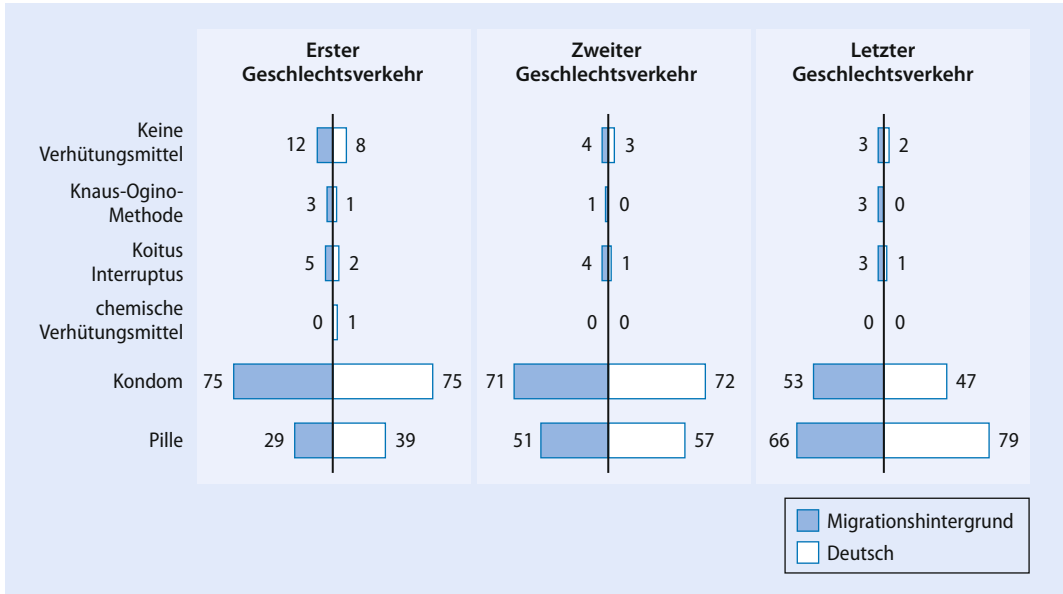 Erster
Geschlechtsverkehr
Zweiter
Geschlechtsverkehr
Letzter
Geschlechtsverkehr
Keine
Verhütungsmittel
12 8 4 3 3 2
Knaus-Ogino-
Methode
3 1 1 0 3 0
Koitus
Interruptus
5 2 4 1 3 1
chemische
Verhütungsmittel
0 1 0 0 0 0
Kondom 75 75 71 72 53 47
Pille 29 39 51 57 66 79
Migrationshintergrund
Deutsch